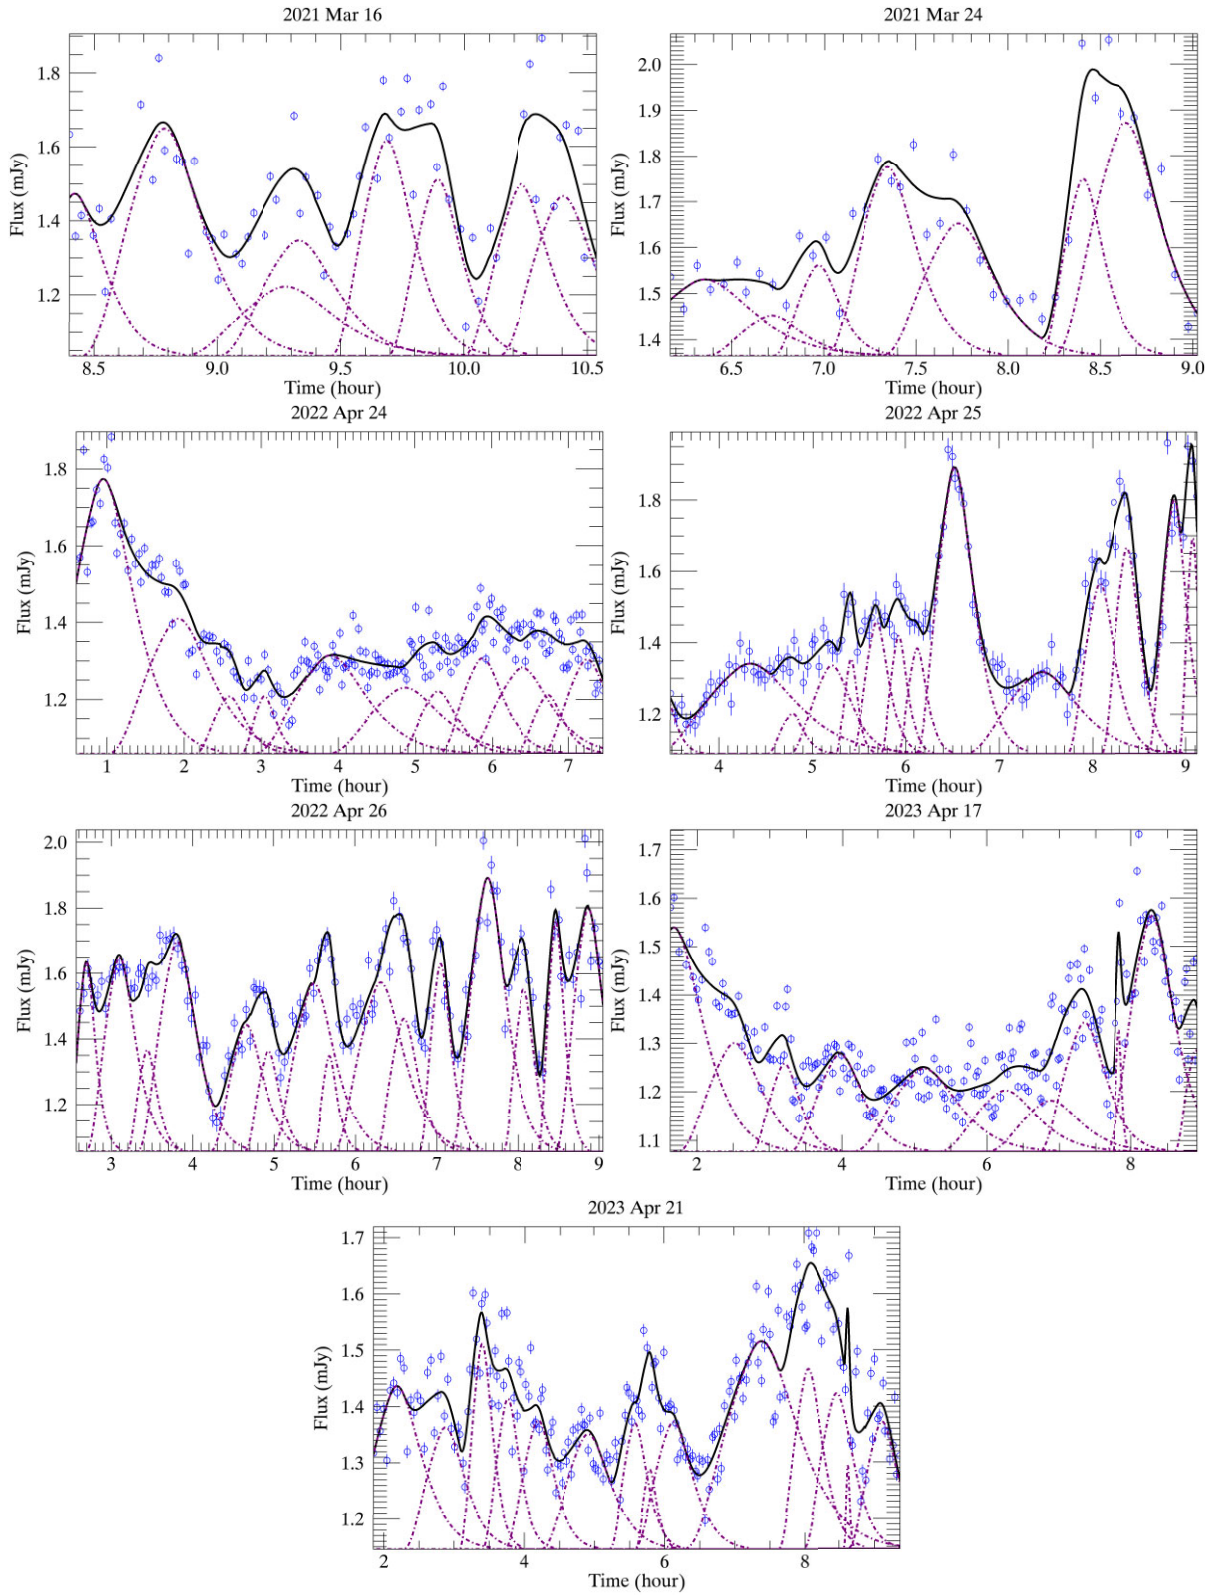 2021 Mar 16
2021 Mar 24
Flux (mJy)
1.8
1.6
1.4
1.2
8.5 9.0 9.5 10.0 10.5
Time (hour)
Flux (mJy)
2.0
1.9
1.8
1.7
1.6
1.5
1.4
6.5 7.0 7.5 8.0 8.5 9.0
Time (hour)
2022 Apr 24
2022 Apr 25
Flux (mJy)
1.8
1.6
1.4
1.2
1 2 3 4 5 6 7
Time (hour)
Flux (mJy)
1.8
1.6
1.4
1.2
4 5 6 7 8 9
Time (hour)
2022 Apr 26
2023 Apr 17
Flux (mJy)
2.0
1.8
1.6
1.4
1.2
3 4 5 6 7 8 9
Time (hour)
Flux (mJy)
1.7
1.6
1.5
1.4
1.3
1.2
1.1
2 4 6 8
Time (hour)
2023 Apr 21
Flux (mJy)
1.7
1.6
1.5
1.4
1.3
1.2
2 4 6 8
Time (hour)